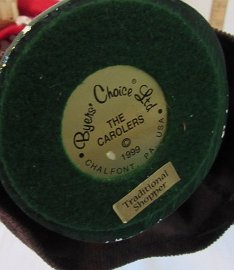 Byers' Choice® Ltd
THE
CAROLERS
©
1999
• CHALFONT, PA, USA •
Traditional
Shopper